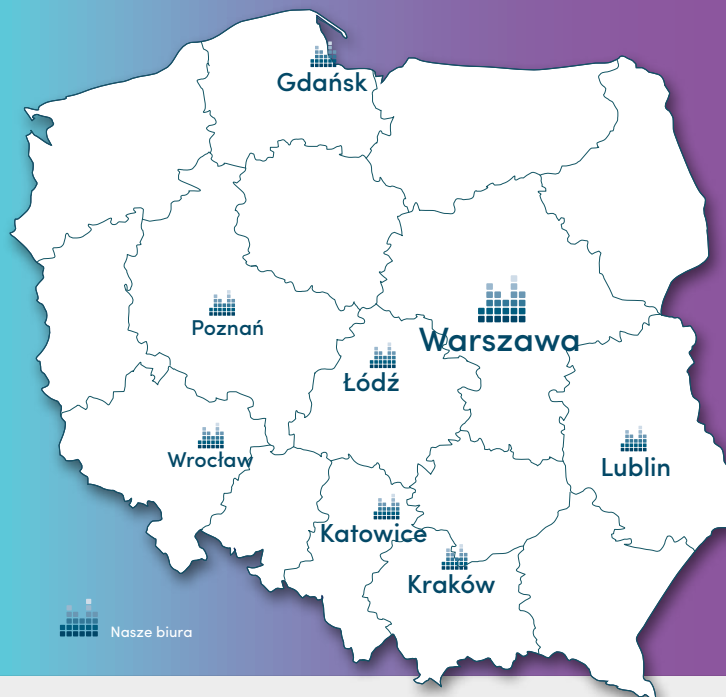 Gdańsk
Poznań
Warszawa
Łódź
Wrocław
Lublin
Katowice
Kraków
Nasze biura